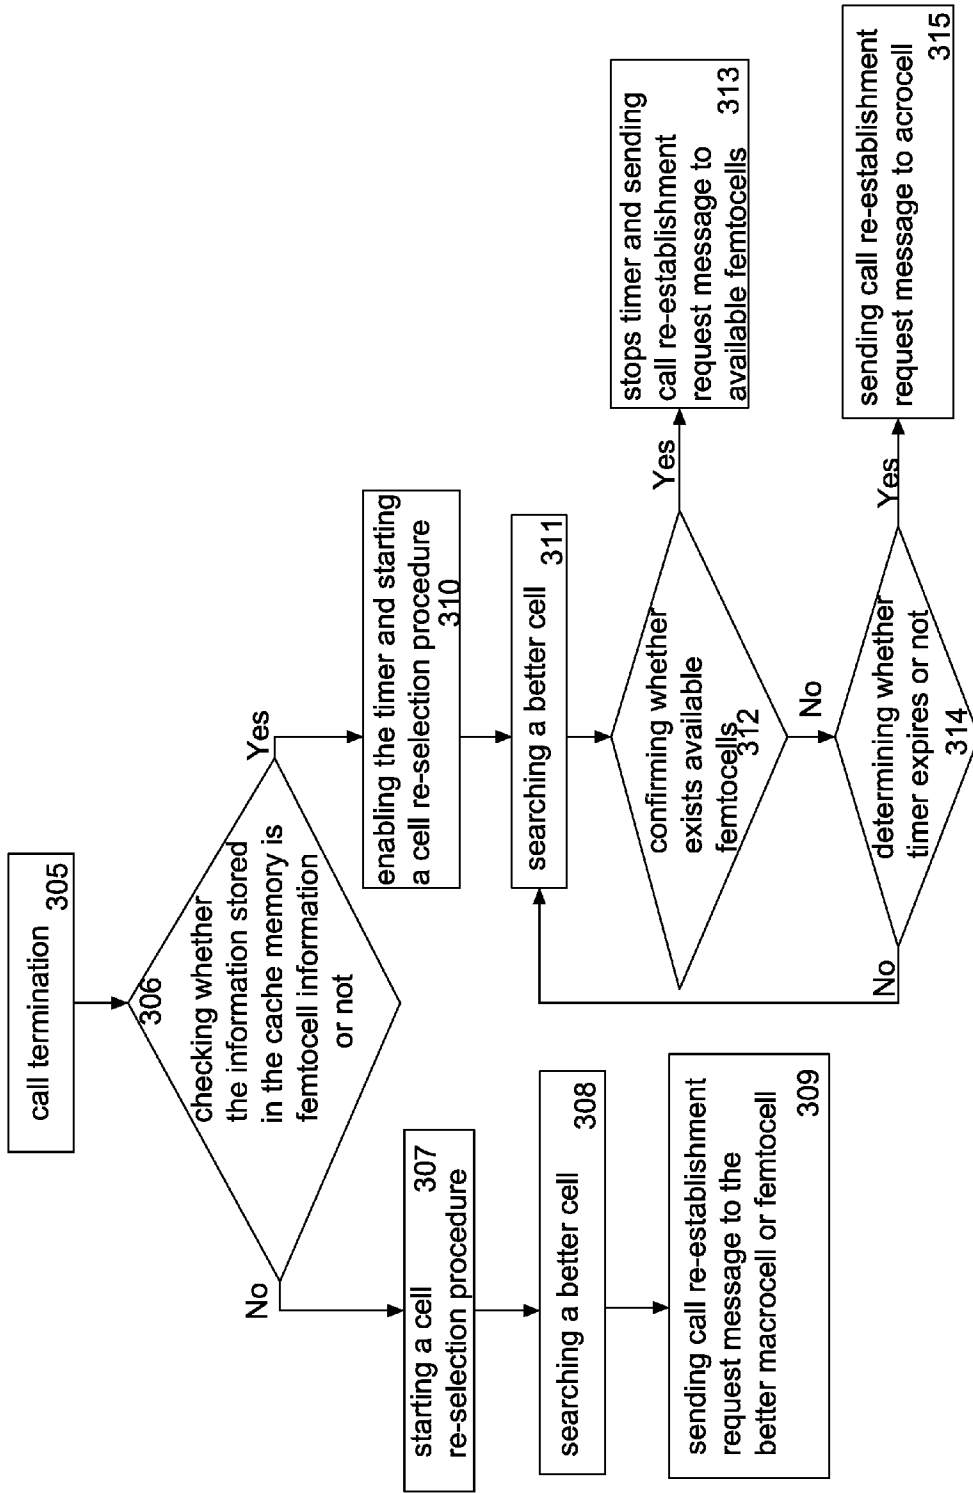 call termination
305
306
checking whether
the information stored
in the cache memory is
femtocell information
or not
No
Yes
starting a cell
307
re-selection procedure
searching a better cell
308
sending call re-establishment
request message to the
better macrocell or femtocell
309
enabling the timer and starting
a cell re-selection procedure
310
searching a better cell
311
confirming whether
exists available
femtocells
312
Yes
No
stops timer and sending
call re-establishment
request message to
available femtocells
313
determining whether
timer expires or not
314
No
Yes
sending call re-establishment
request message to acrocell
315